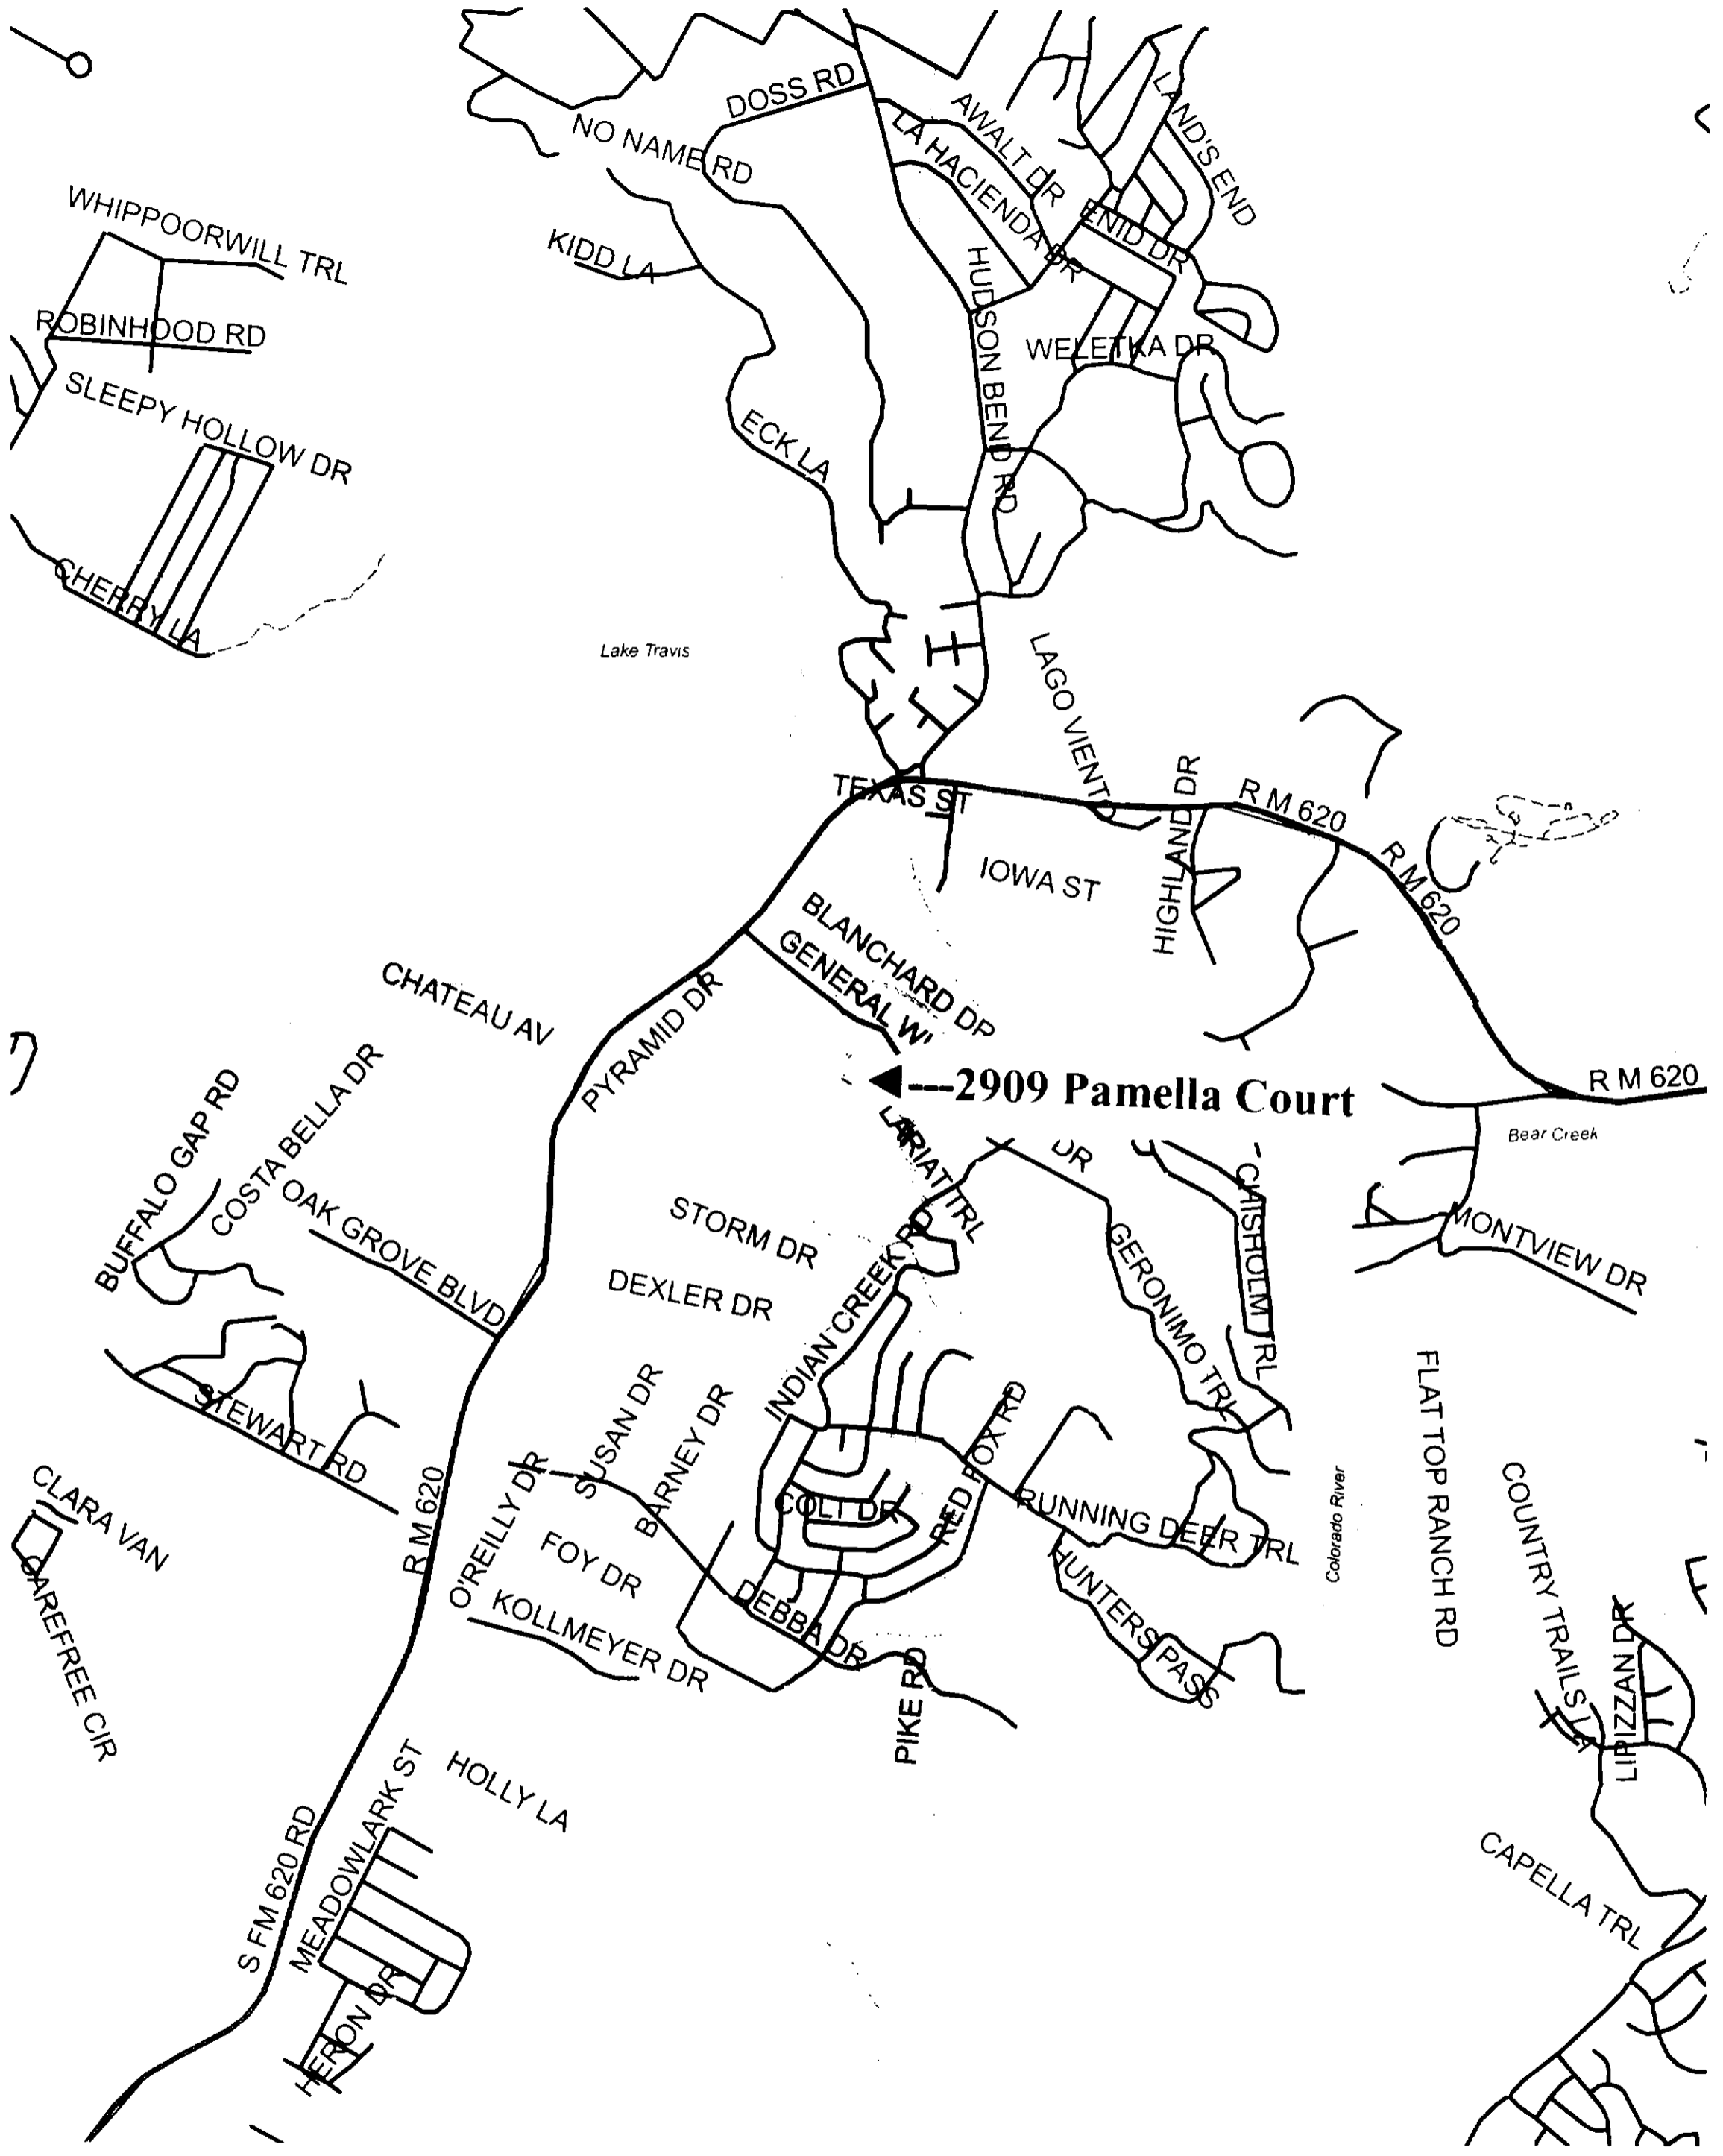 DOSS RD
NO NAME RD
AWALT DR
LA HACIENDA DR
LAND'S END
ENID DR
WHIPPOORWILL TRL
KIDD LA
HUDSON BEND RD
ROBINHOOD RD
WELETKA DR
SLEEPY HOLLOW DR
ECK LA
CHERRY LA
Lake Travis
LAGO VIENTO
TEXAS ST
HIGHLAND DR
R M 620
R M 620
IOWA ST
BLANCHARD DR
GENERAL W
CHATEAU AV
PYRAMID DR
---2909 Pamella Court
R M 620
Bear Creek
BUFFALO GAP RD
COSTA BELLA DR
LARIAT TRL
DR
OAK GROVE BLVD
STORM DR
DEXLER DR
INDIAN CREEK RD
GERONIMO TRL
CHISHOLM TRL
MONTVIEW DR
STEWART RD
SUSAN DR
BARNEY DR
RED FOX RD
FLAT TOP RANCH RD
CLARA VAN
R M 620
O'REILLY DR
COLT DR
RUNNING DEER TRL
Colorado River
COUNTRY TRAILS LA
CAREFREE CIR
FOY DR
KOLLMEYER DR
DEBBA DR
HUNTERS PASS
PIKE RD
LIPIZZAN DR
HOLLY LA
MEADOWLARK ST
S FM 620 RD
CAPELLA TRL
HERON DR